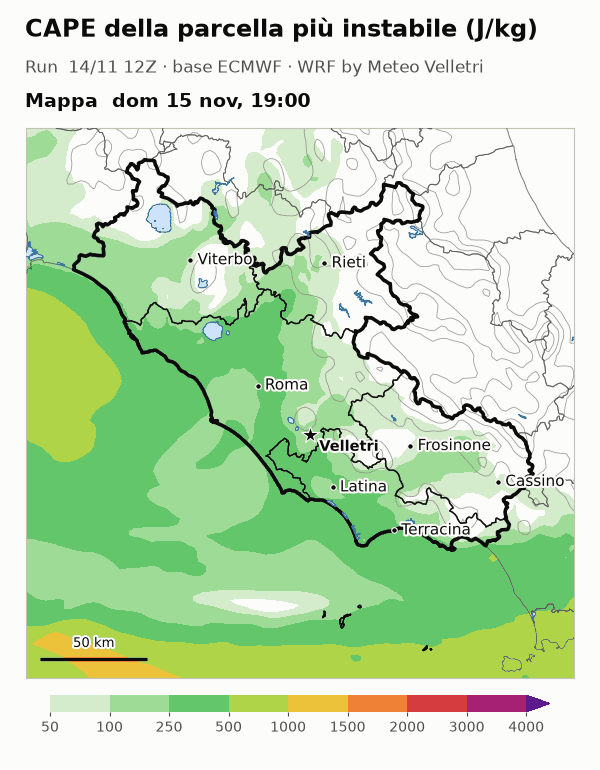 CAPE della parcella più instabile (J/kg)
Run 14/11 12Z · base ECMWF · WRF by Meteo Velletri
Mappa dom 15 nov, 19:00
Viterbo
Rieti
Roma
Velletri
Frosinone
Cassino
Latina
Terracina
50 km
50 100 250 500 1000 1500 2000 3000 4000